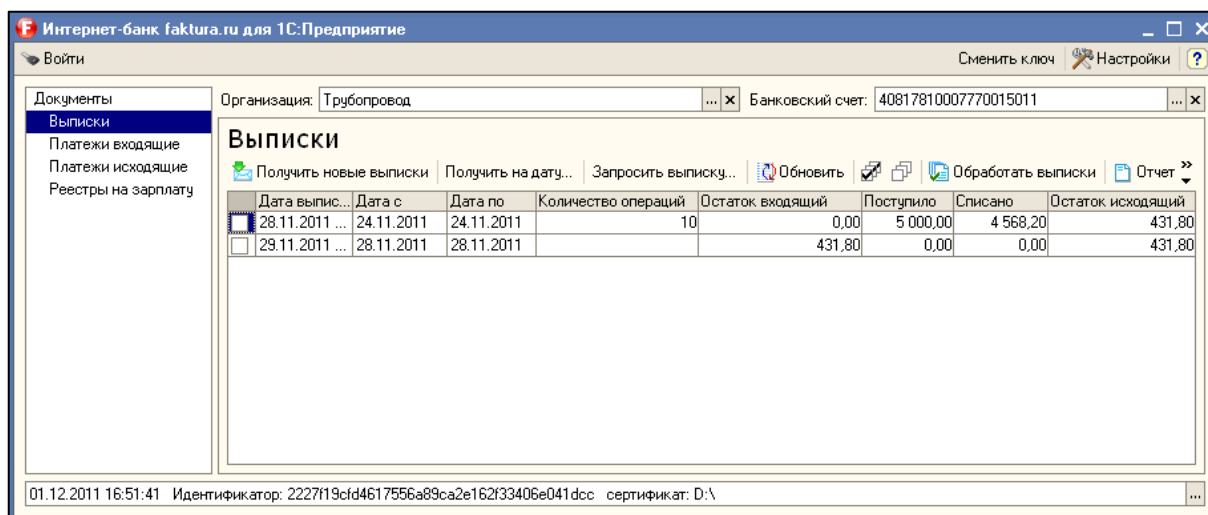 Интернет-банк faktura.ru для 1С:Предприятие
Войти Сменить ключ Настройки ?
Документы
Выписки
Платежи входящие
Платежи исходящие
Реестры на зарплату
Организация: Трубопровод ... x Банковский счет: 40817810007770015011 ... x
Выписки
Получить новые выписки Получить на дату... Запросить выписку... Обновить Обработать выписки Отчет
Дата выпис... Дата с Дата по Количество операций Остаток входящий Поступило Списано Остаток исходящий
28.11.2011 ... 24.11.2011 24.11.2011 10 0,00 5 000,00 4 568,20 431,80
29.11.2011 ... 28.11.2011 28.11.2011 431,80 0,00 0,00 431,80
01.12.2011 16:51:41 Идентификатор: 2227f19cfd4617556a89ca2e162f33406e041dcc сертификат: D:\ ...